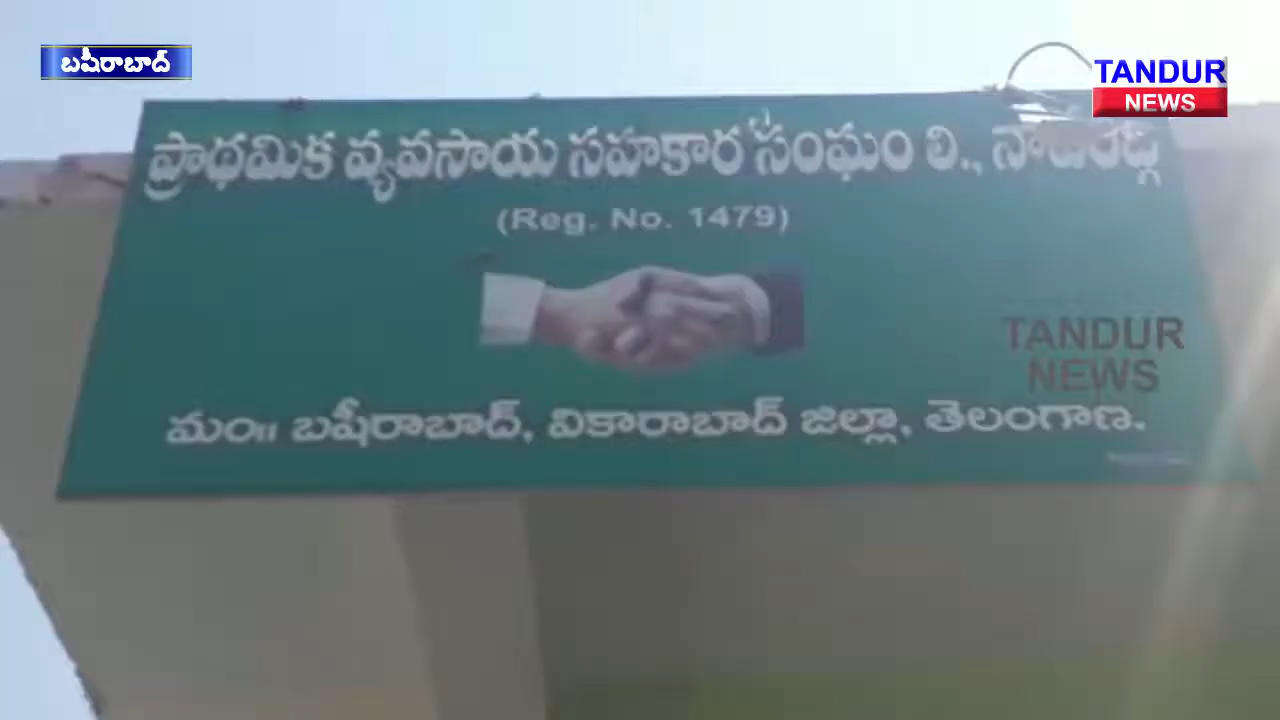 బషీరాబాద్
TANDUR
NEWS
ప్రాథమిక వ్యవసాయ సహకార సంఘం లి.,
(Reg. No. 1479)
TANDUR
NEWS
మం॥ బషీరాబాద్, వికారాబాద్ జిల్లా, తెలంగాణ.